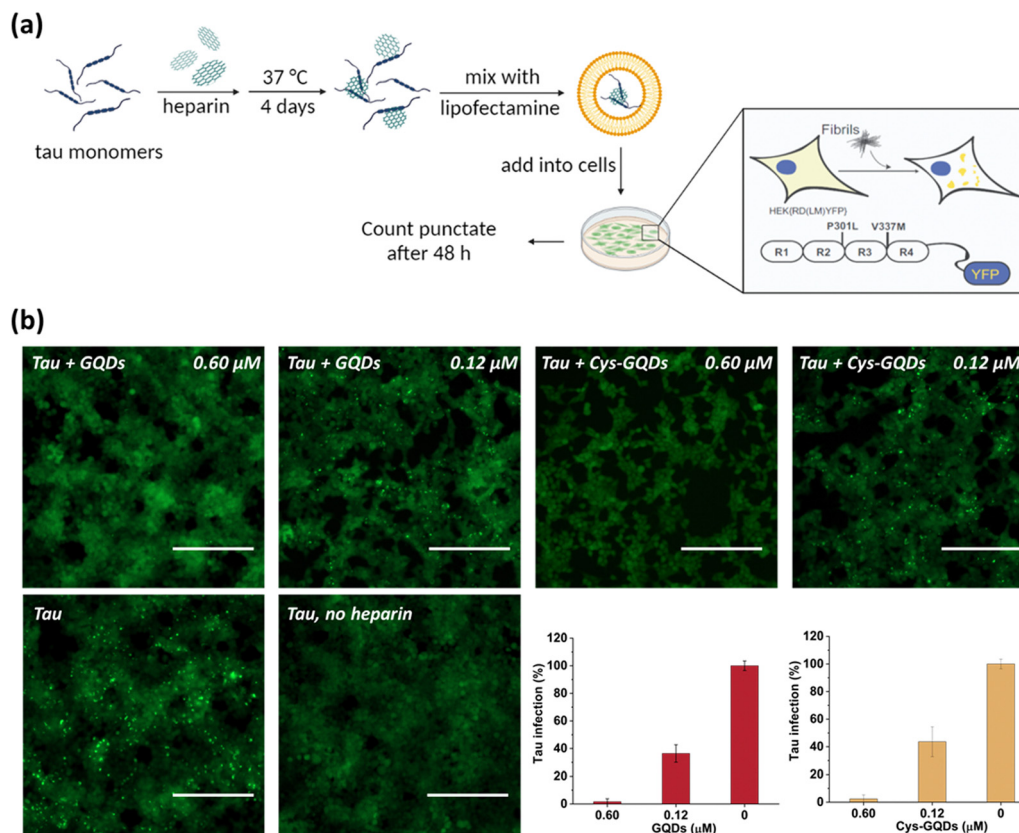 (a)
tau monomers
heparin
37 °C
4 days
mix with
lipofectamine
add into cells
Count punctate
after 48 h
Fibrils
HEK{RD(LM)YFP}
P301L
V337M
R1
R2
R3
R4
YFP
(b)
Tau + GQDs 0.60 µM
Tau + GQDs 0.12 µM
Tau + Cys-GQDs 0.60 µM
Tau + Cys-GQDs 0.12 µM
Tau
Tau, no heparin
Tau infection (%)
120
100
80
60
40
20
0
0.60 0.12 0
GQDs (µM)
Tau infection (%)
120
100
80
60
40
20
0
0.60 0.12 0
Cys-GQDs (µM)